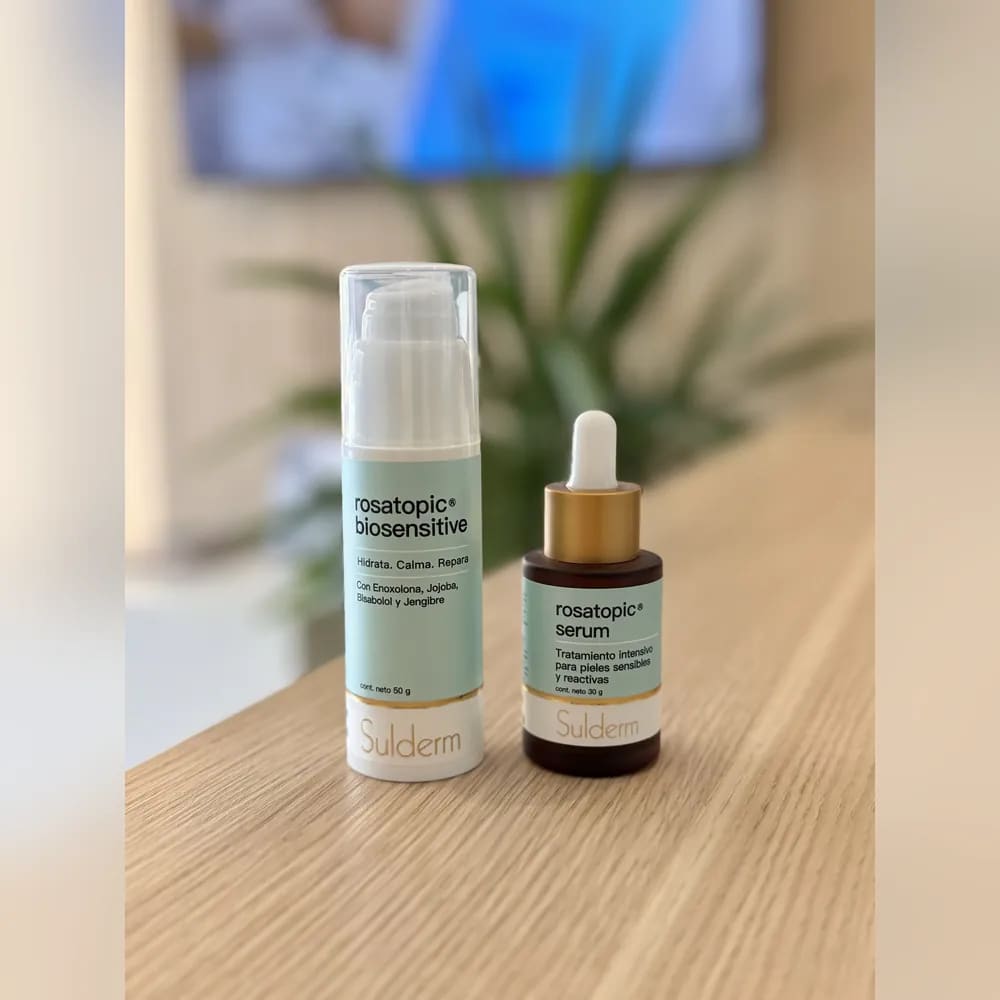 rosatopic®
biosensitive
Hidrata. Calma. Repara
Con Enoxolona, Jojoba,
Bisabolol y Jengibre
cont. neto 50 g
Sulderm
rosatopic®
serum
Tratamiento intensivo
para pieles sensibles
y reactivas
cont. neto 30 g
Sulderm